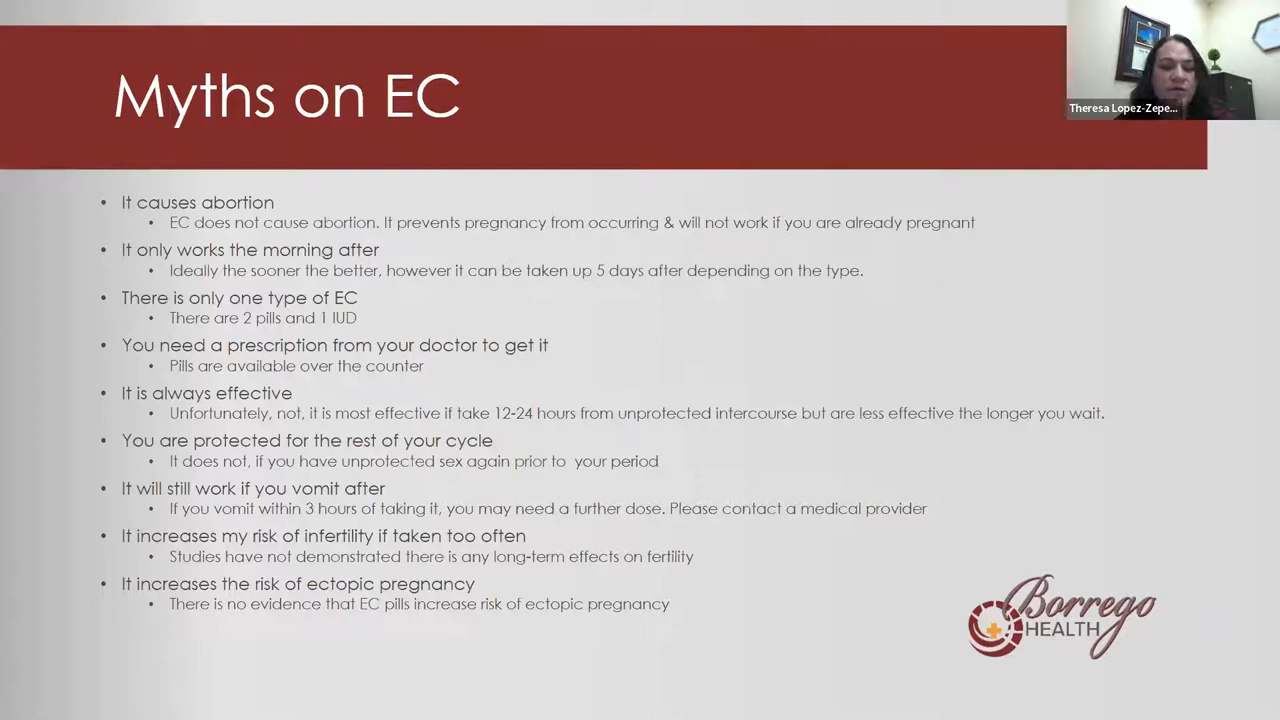 Theresa Lopez-Zepe...
Myths on EC
• It causes abortion
• EC does not cause abortion. It prevents pregnancy from occurring & will not work if you are already pregnant
• It only works the morning after
• Ideally the sooner the better, however it can be taken up 5 days after depending on the type.
• There is only one type of EC
• There are 2 pills and 1 IUD
• You need a prescription from your doctor to get it
• Pills are available over the counter
• It is always effective
• Unfortunately, not, it is most effective if take 12-24 hours from unprotected intercourse but are less effective the longer you wait.
• You are protected for the rest of your cycle
• It does not, if you have unprotected sex again prior to your period
• It will still work if you vomit after
• If you vomit within 3 hours of taking it, you may need a further dose. Please contact a medical provider
• It increases my risk of infertility if taken too often
• Studies have not demonstrated there is any long-term effects on fertility
• It increases the risk of ectopic pregnancy
• There is no evidence that EC pills increase risk of ectopic pregnancy
Borrego
HEALTH